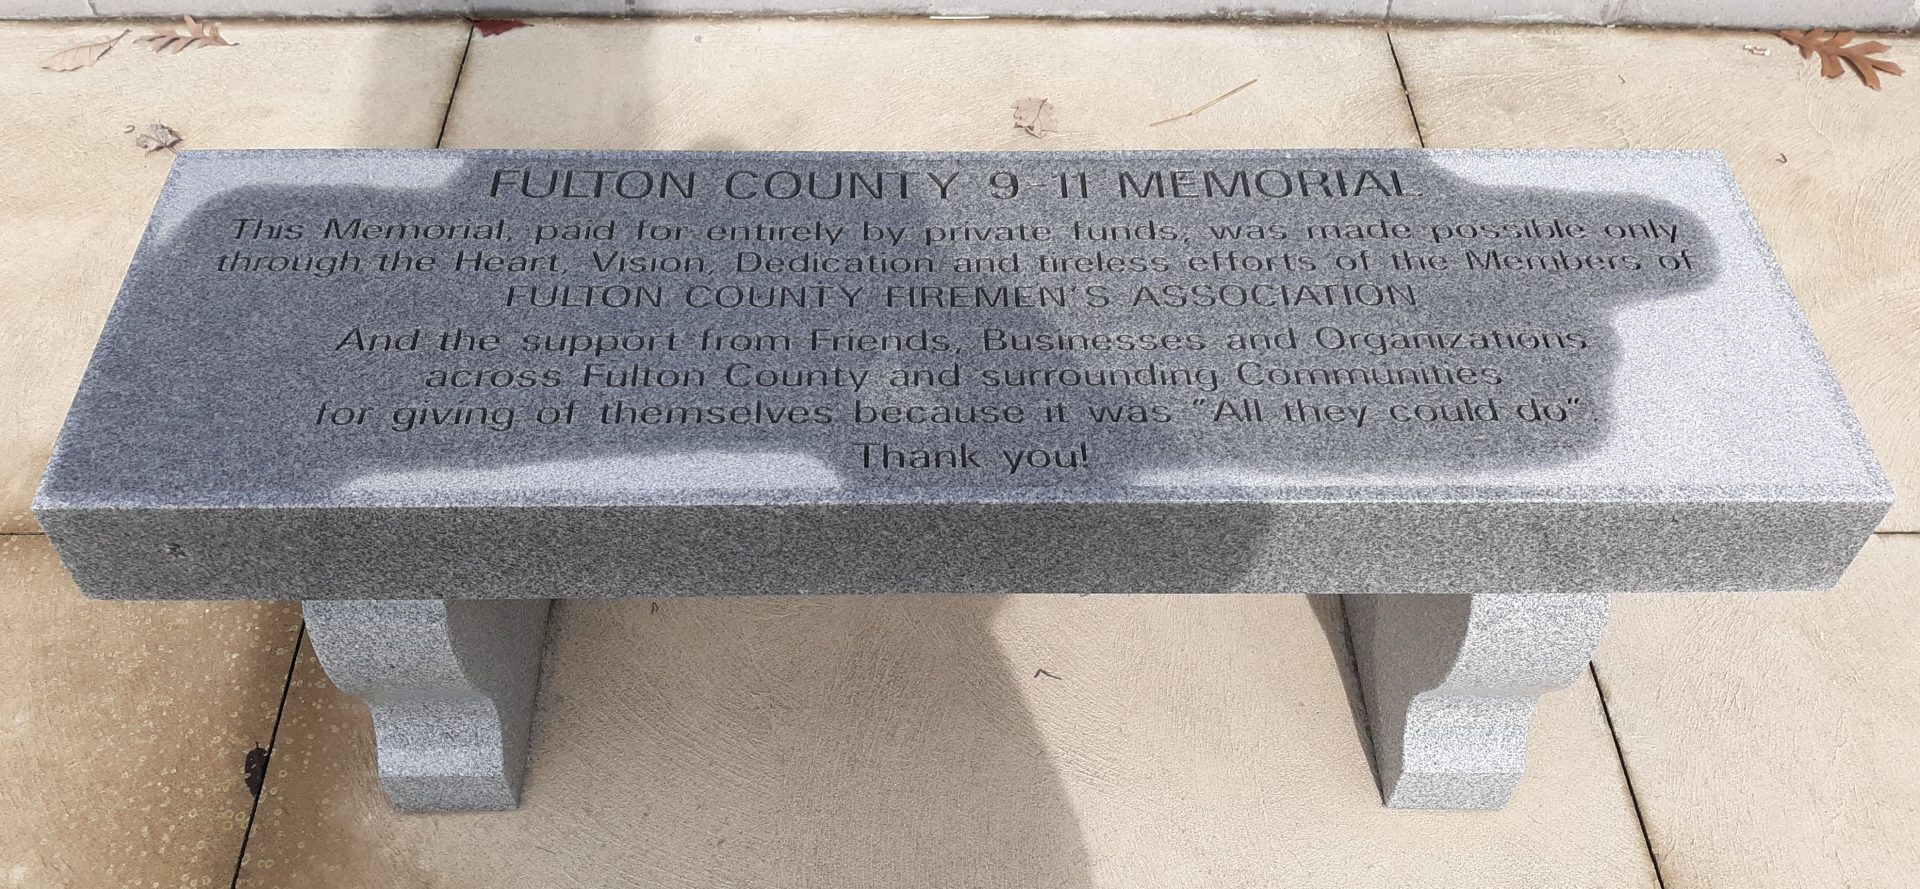 FULTON COUNTY 9-11 MEMORIAL
This Memorial, paid for entirely by private funds, was made possible only
through the Heart, Vision, Dedication and tireless efforts of the Members of
FULTON COUNTY FIREMEN'S ASSOCIATION
And the support from Friends, Businesses and Organizations
across Fulton County and surrounding Communities
for giving of themselves because it was "All they could do".
Thank you!